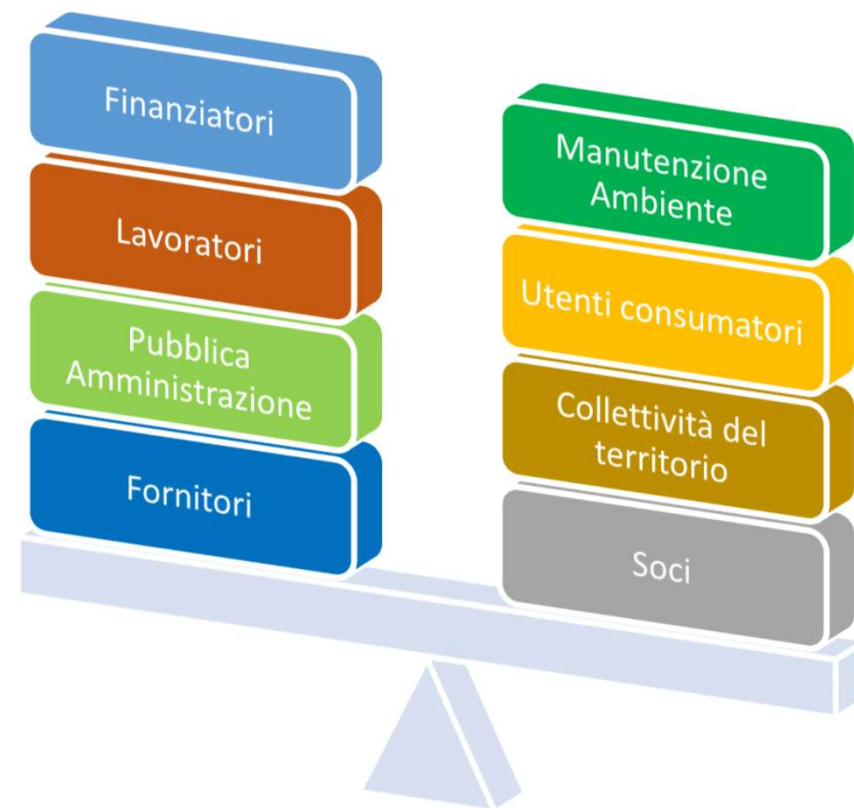 Finanziatori
Lavoratori
Pubblica
Amministrazione
Fornitori
Manutenzione
Ambiente
Utenti consumatori
Collettività del
territorio
Soci